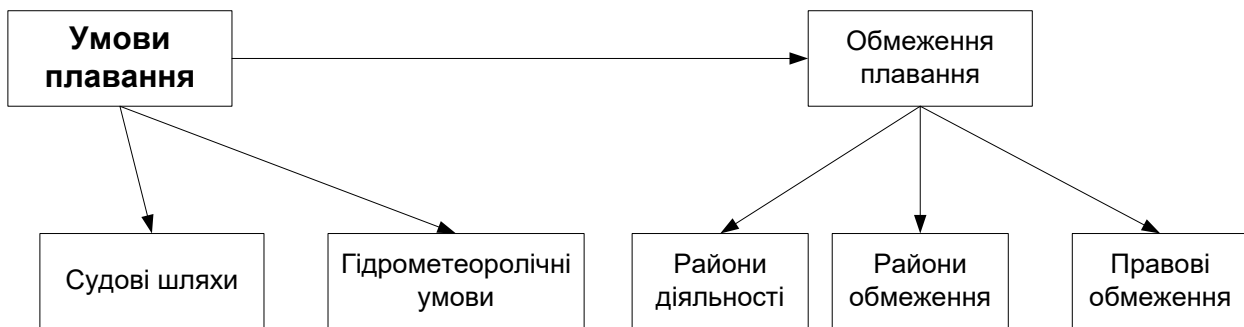 Умови
плавання
Обмеження
плавання
Судові шляхи
Гідрометеоролічні
умови
Райони
діяльності
Райони
обмеження
Правові
обмеження